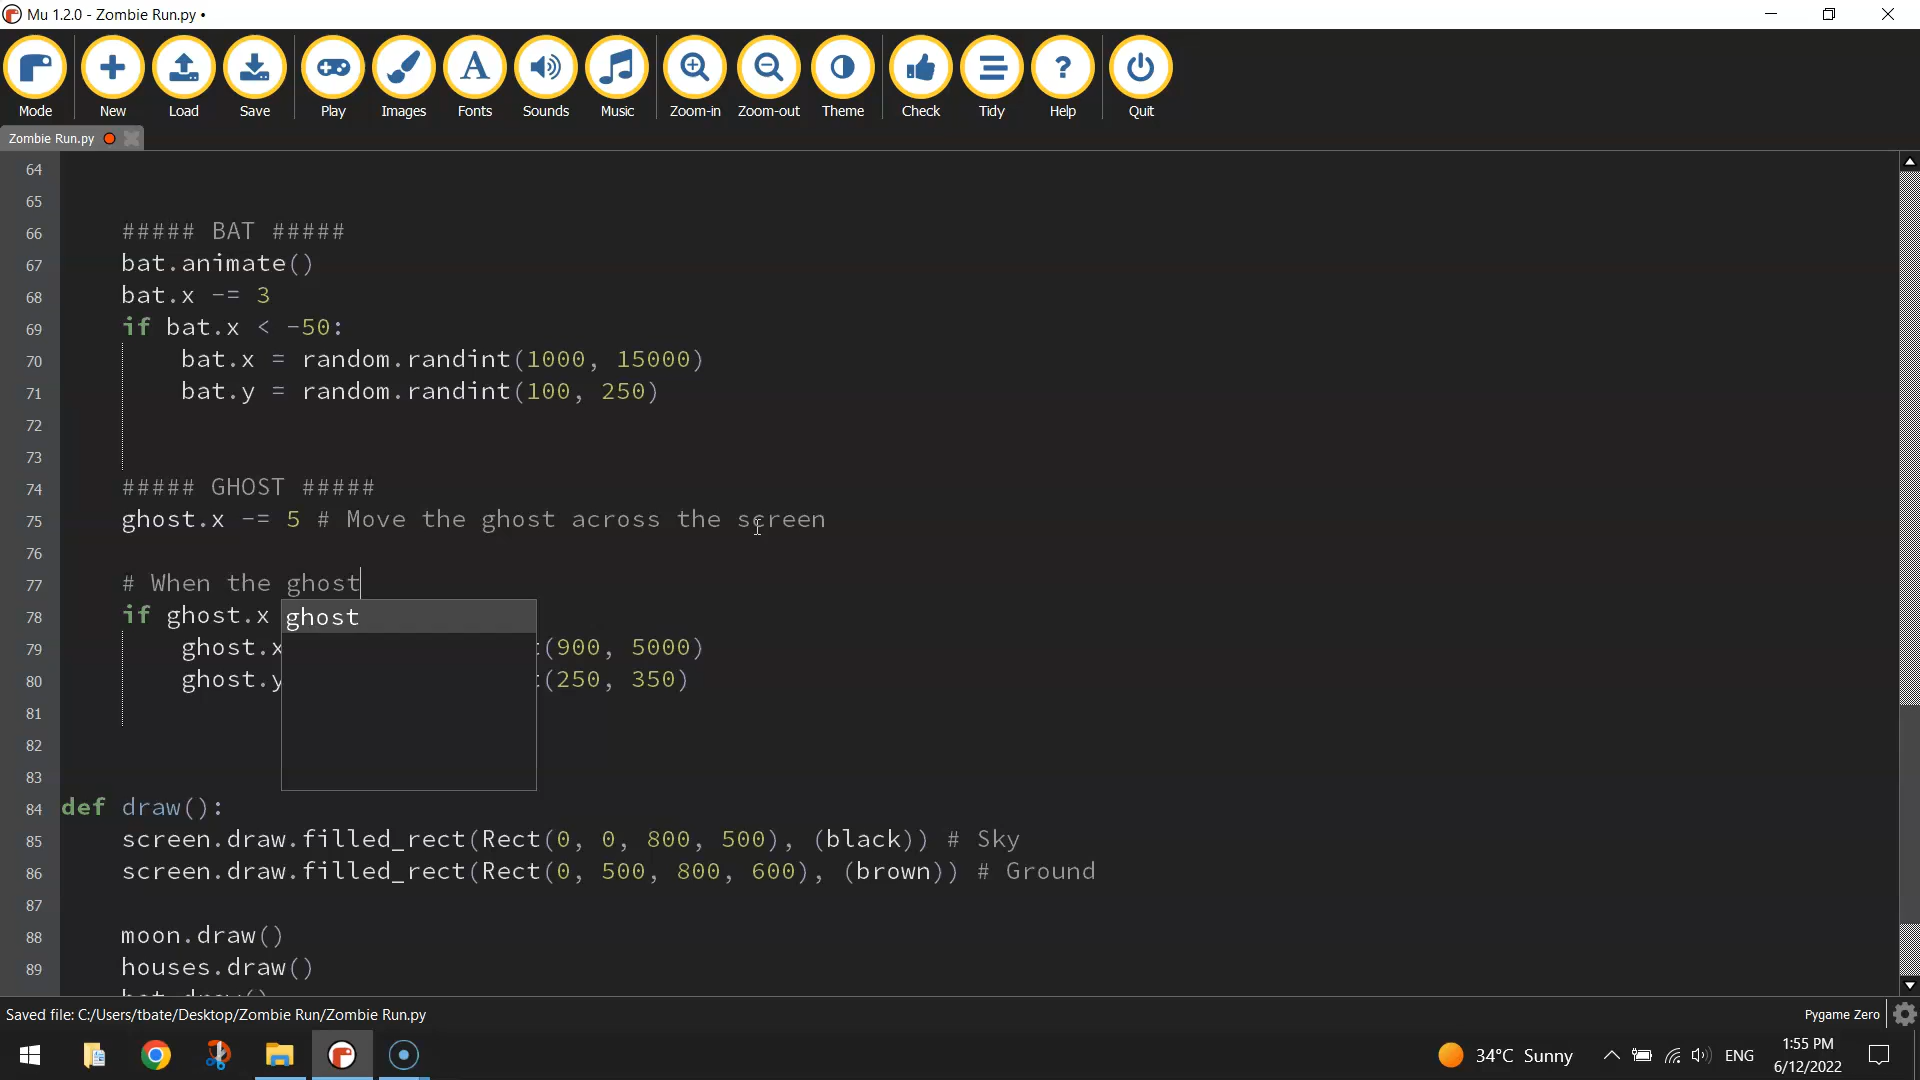 Mu 1.2.0 - Zombie Run.py •
Mode New Load Save Play Images Fonts Sounds Music Zoom-in Zoom-out Theme Check Tidy Help Quit
Zombie Run.py
64
65
66 ##### BAT #####
67 bat.animate()
68 bat.x -= 3
69 if bat.x < -50:
70 bat.x = random.randint(1000, 15000)
71 bat.y = random.randint(100, 250)
72
73
74 ##### GHOST #####
75 ghost.x -= 5 # Move the ghost across the screen
76
77 # When the ghost
78 if ghost.x
ghost
79 ghost.x (900, 5000)
80 ghost.y (250, 350)
81
82
83
84 def draw():
85 screen.draw.filled_rect(Rect(0, 0, 800, 500), (black)) # Sky
86 screen.draw.filled_rect(Rect(0, 500, 800, 600), (brown)) # Ground
87
88 moon.draw()
89 houses.draw()
Saved file: C:/Users/tbate/Desktop/Zombie Run/Zombie Run.py
Pygame Zero
34°C Sunny
ENG
1:55 PM
6/12/2022